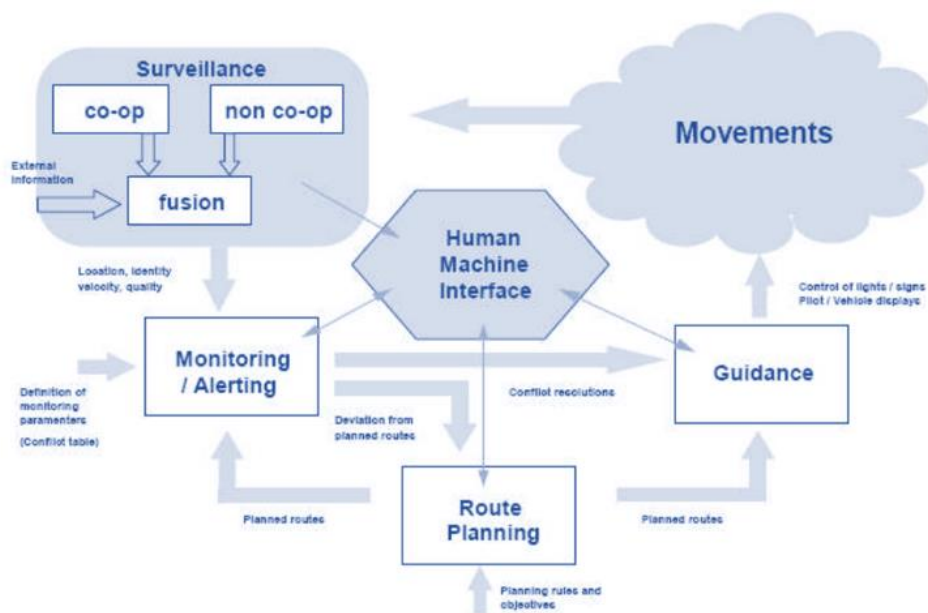 Surveillance
co-op
non co-op
External
information
fusion
Movements
Human
Machine
Interface
Location, identity
velocity, quality
Control of lights / signs
Pilot / Vehicle displays
Monitoring
/ Alerting
Guidance
Definition of
monitoring
paramenters
(Conflict table)
Conflict resolutions
Deviation from
planned routes
Planned routes
Route
Planning
Planned routes
Planning rules and
objectives